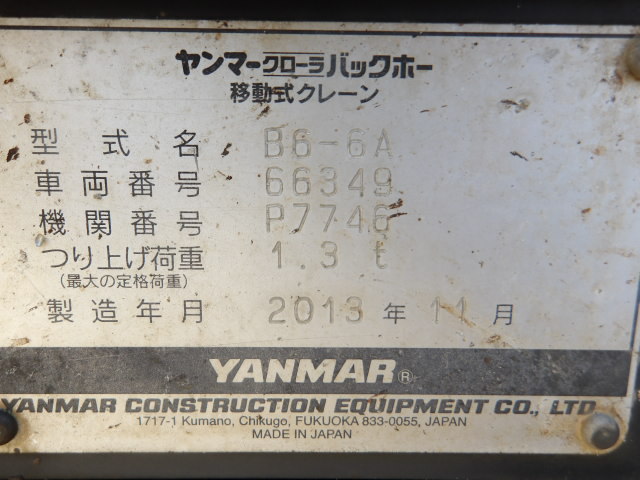 ヤンマークローラバックホー
移動式クレーン
型式名 B6-6A
車両番号 66349
機関番号 P7746
つり上げ荷重 1.3 t
(最大の定格荷重)
製造年月 2013 年 11 月
YANMAR®
YANMAR CONSTRUCTION EQUIPMENT CO., LTD.
1717-1 Kumano, Chikugo, FUKUOKA 833-0055, JAPAN
MADE IN JAPAN